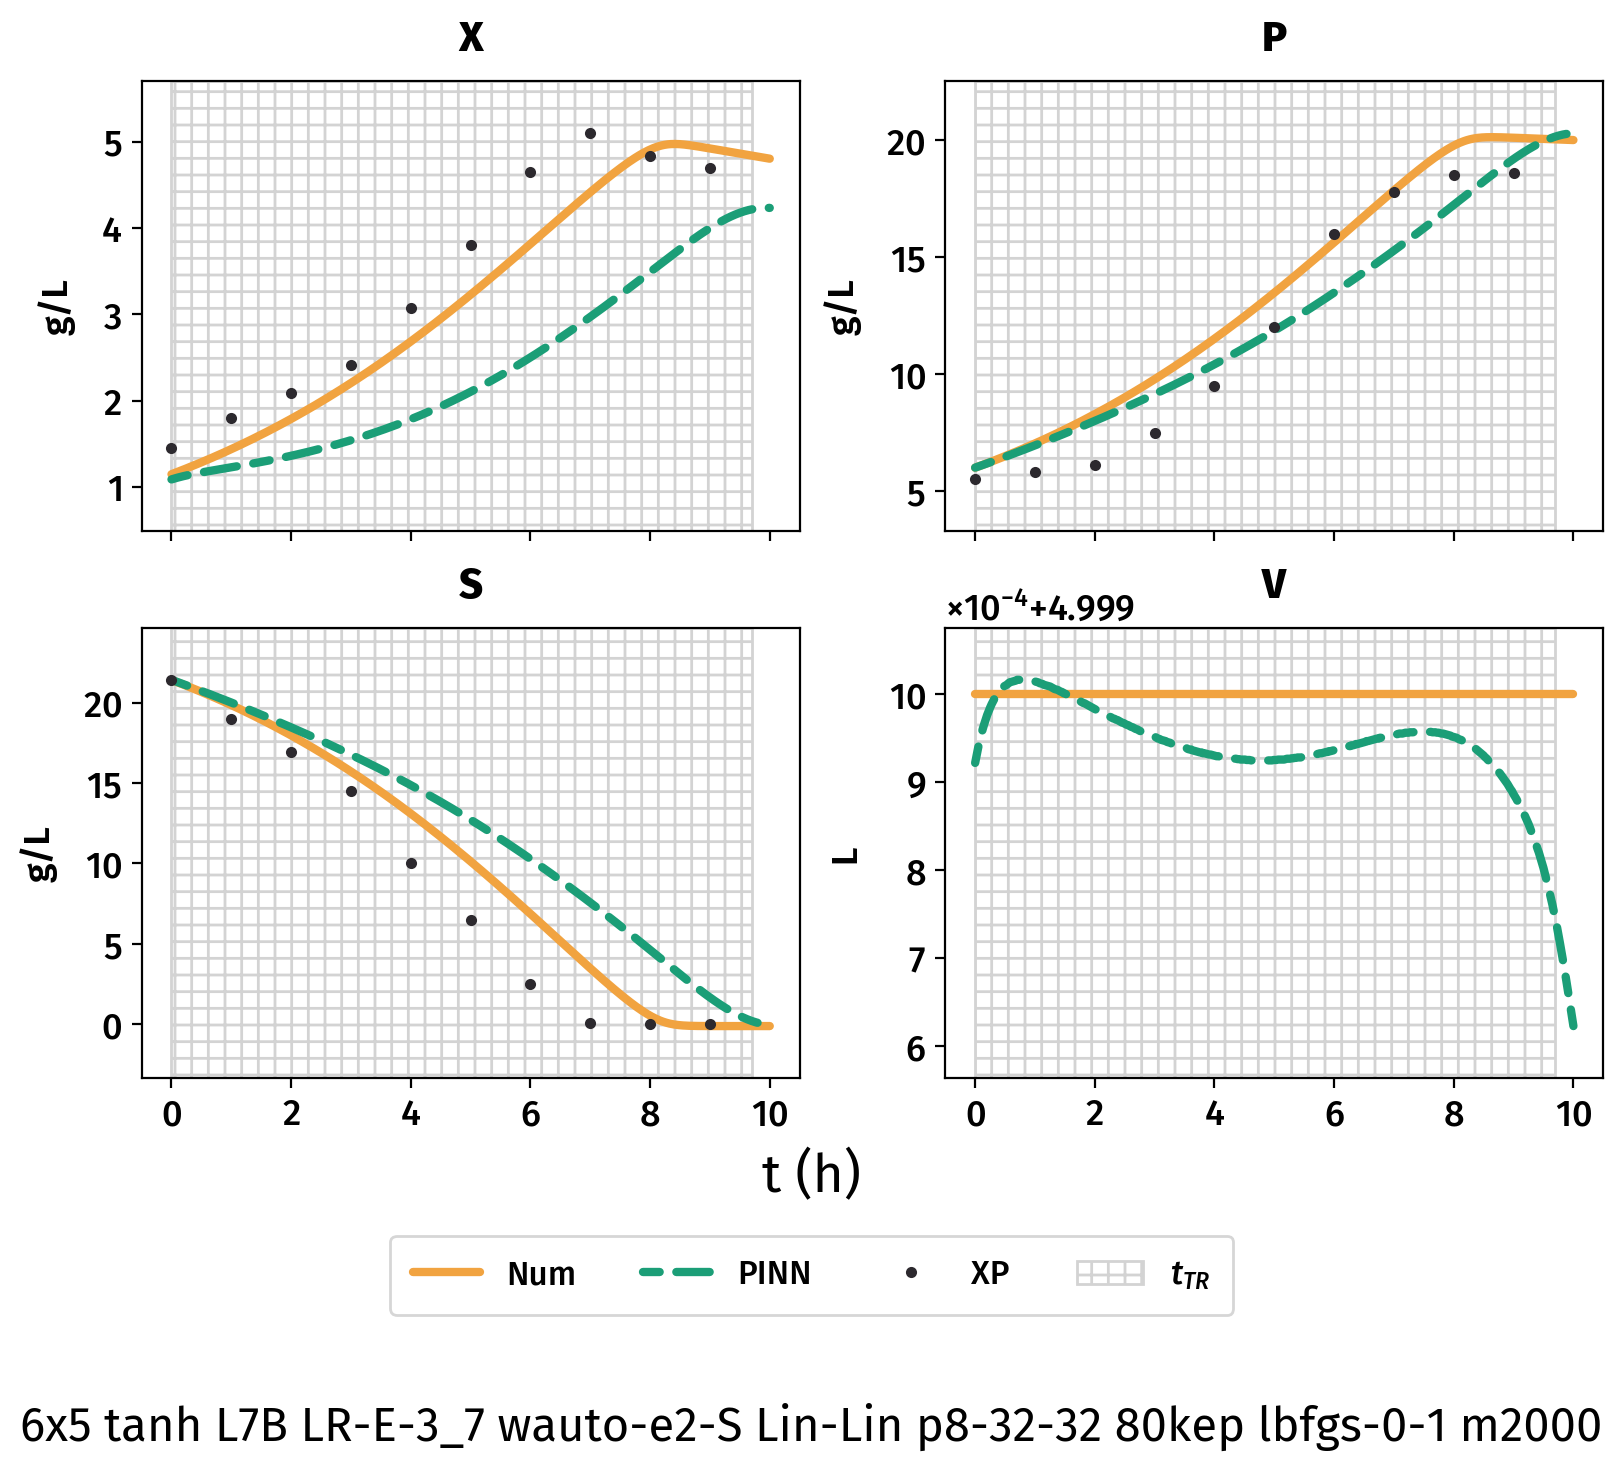 X
P
5
4
3
2
1
g/L
20
15
10
5
g/L
S
V
×10⁻⁴+4.999
20
15
10
5
0
g/L
10
9
8
7
6
L
0 2 4 6 8 10
0 2 4 6 8 10
t (h)
Num PINN XP t_TR
6x5 tanh L7B LR-E-3_7 wauto-e2-S Lin-Lin p8-32-32 80kep lbfgs-0-1 m2000